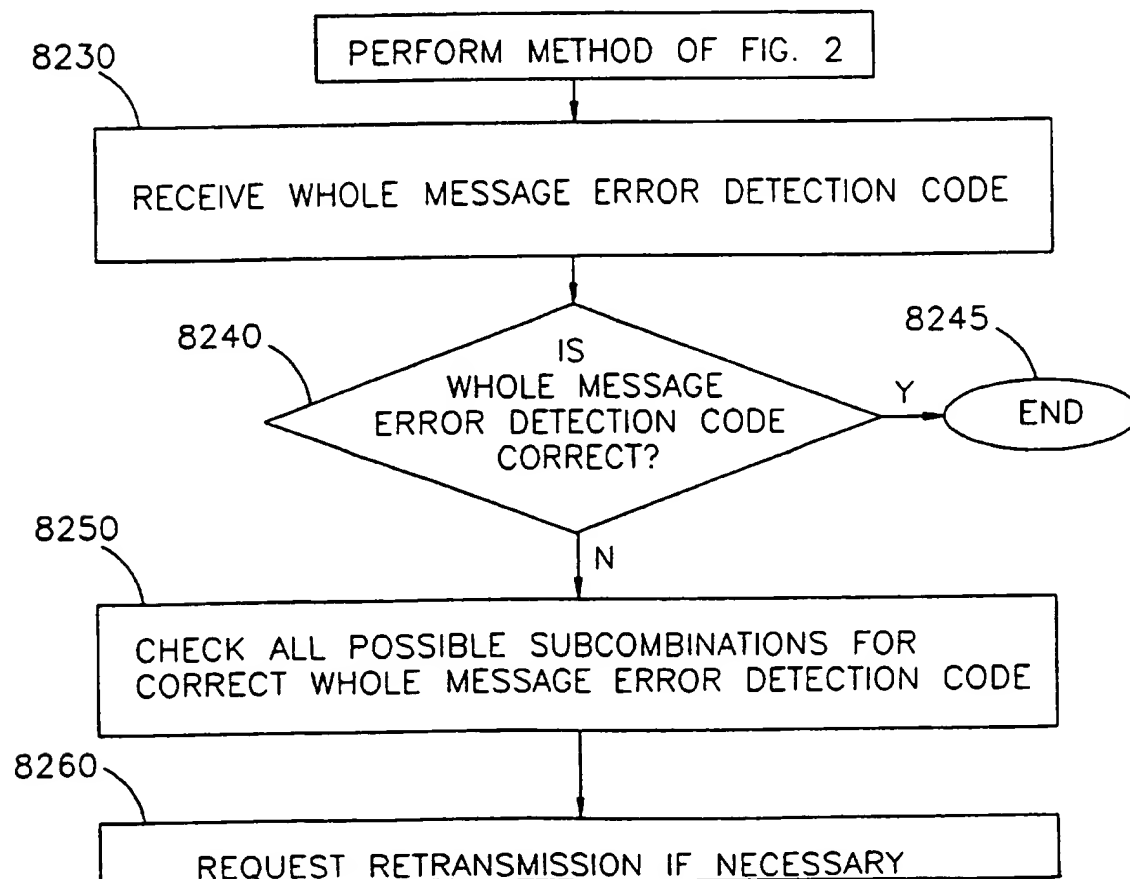 PERFORM METHOD OF FIG. 2
8230
RECEIVE WHOLE MESSAGE ERROR DETECTION CODE
8240
IS
WHOLE MESSAGE
ERROR DETECTION CODE
CORRECT?
Y
8245
END
N
8250
CHECK ALL POSSIBLE SUBCOMBINATIONS FOR
CORRECT WHOLE MESSAGE ERROR DETECTION CODE
8260
REQUEST RETRANSMISSION IF NECESSARY